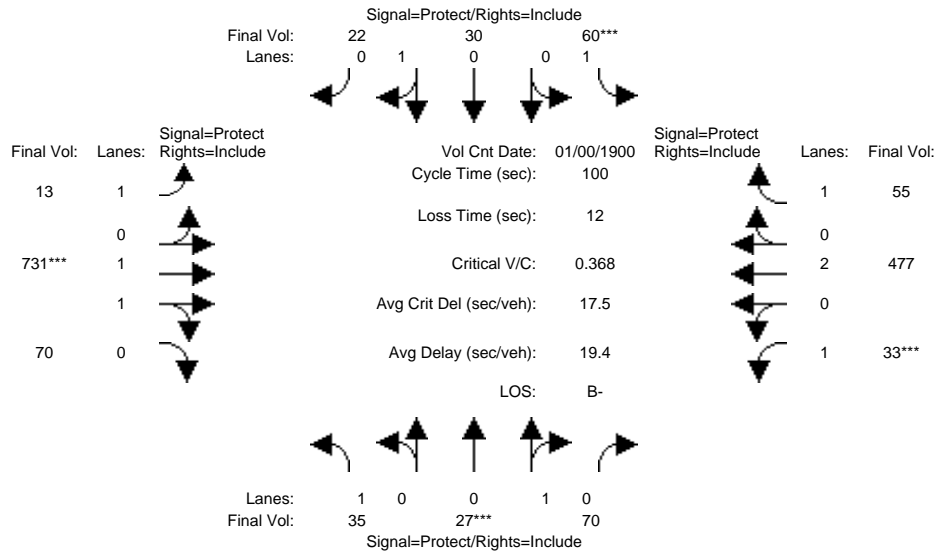 Signal=Protect/Rights=Include
Final Vol: 22 30 60***
Lanes: 0 1 0 0 1
Signal=Protect
Final Vol: Lanes: Rights=Include
Vol Cnt Date: 01/00/1900
Signal=Protect
Rights=Include Lanes: Final Vol:
Cycle Time (sec): 100
13 1
1 55
Loss Time (sec): 12
0
0
731*** 1
Critical V/C: 0.368
2 477
1
Avg Crit Del (sec/veh): 17.5
0
70 0
Avg Delay (sec/veh): 19.4
1 33***
LOS: B-
Lanes: 1 0 0 1 0
Final Vol: 35 27*** 70
Signal=Protect/Rights=Include